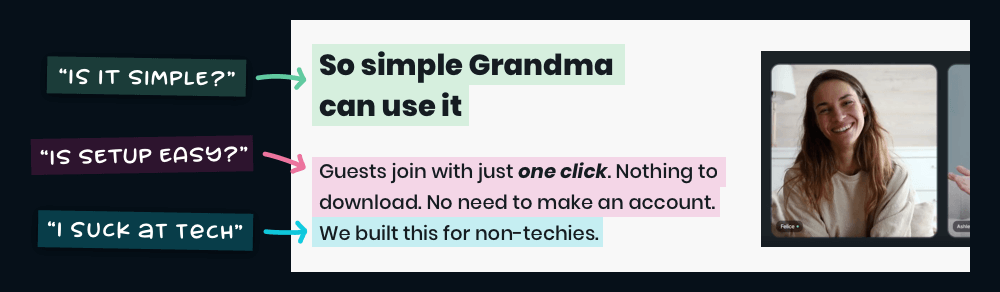 "IS IT SIMPLE?"
So simple Grandma
can use it
"IS SETUP EASY?"
Guests join with just one click. Nothing to
download. No need to make an account.
"I SUCK AT TECH"
We built this for non-techies.
Felice
Ashle